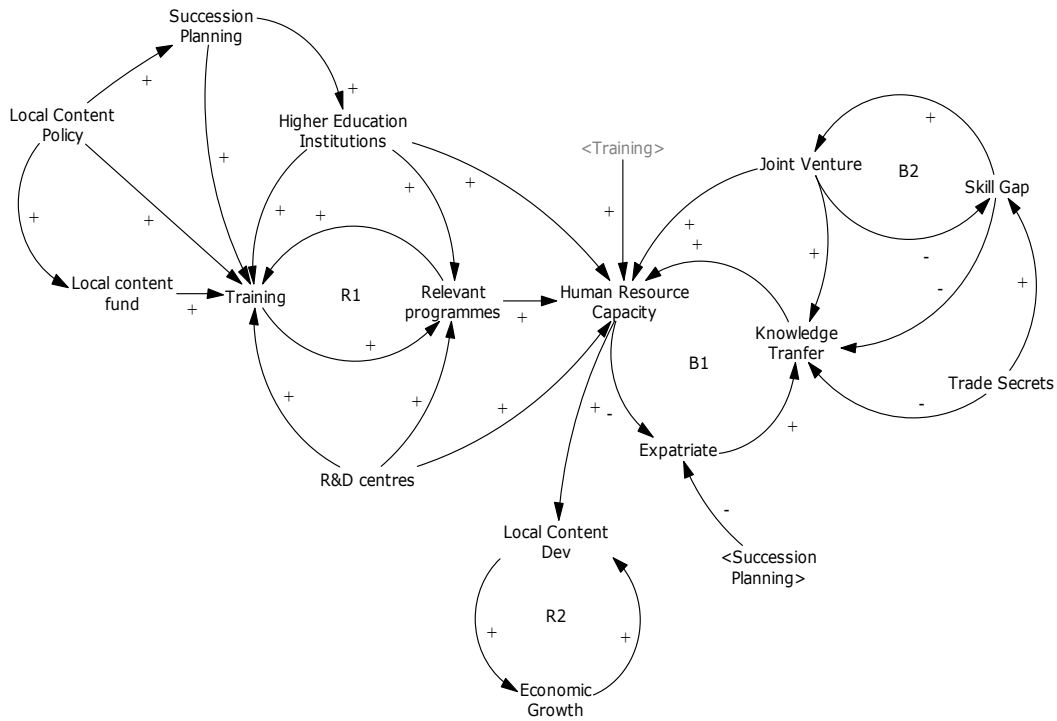 Succession
Planning
+
+
Local Content
Policy
Higher Education
Institutions
<Training>
+
Joint Venture
B2
Skill Gap
+
+
+
+
+
+
+
+
+
+
+
+
-
-
+
Local content
fund
+
Training
R1
Relevant
programmes
+
Human Resource
Capacity
Knowledge
Tranfer
+
B1
Trade Secrets
+
+
+
+
-
-
+
Expatriate
R&D centres
-
Local Content
Dev
<Succession
Planning>
R2
+
+
Economic
Growth